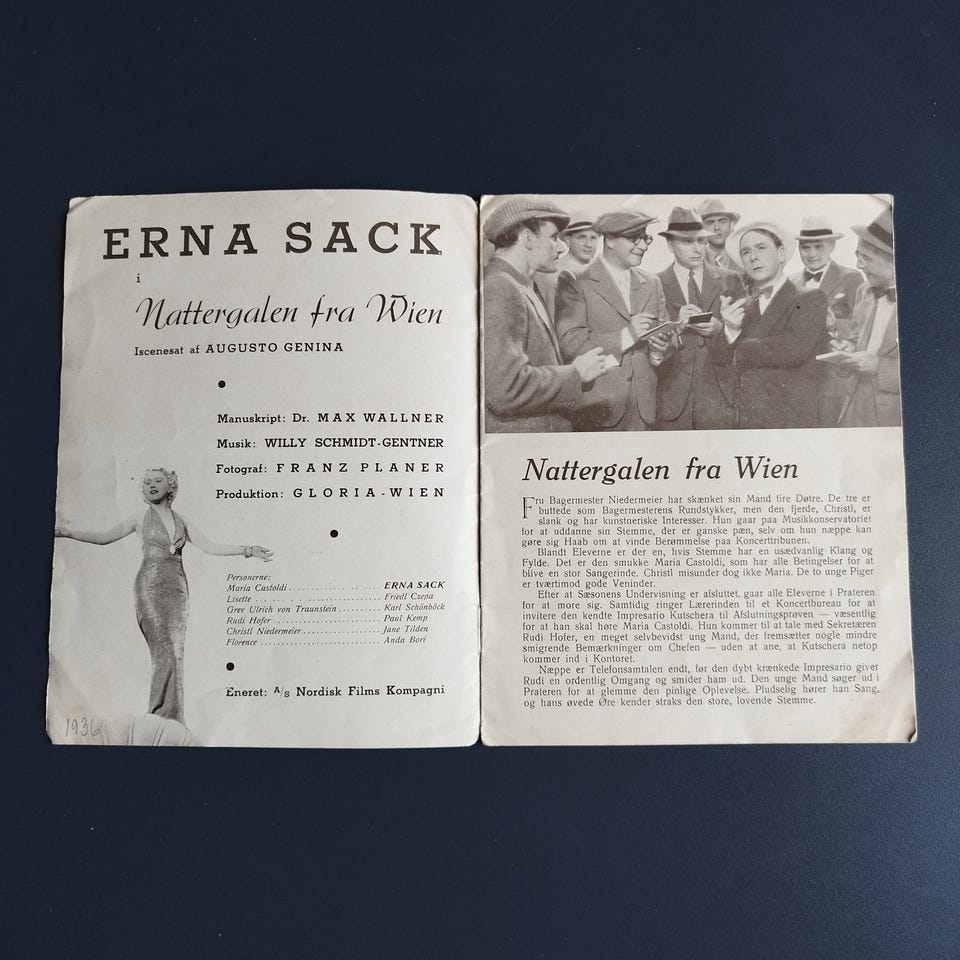 ERNA SACK
i
Nattergalen fra Wien
Iscenesat af AUGUSTO GENINA
Manuskript: Dr. MAX WALLNER
Musik: WILLY SCHMIDT-GENTNER
Fotograf: FRANZ PLANER
Produktion: GLORIA-WIEN
Personerne:
Maria Castoldi ............ ERNA SACK
Lisette ............ Friedl Czepa
Grev Ulrich von Traunstein .......... Karl Schönböck
Rudi Hofer ............ Paul Kemp
Christl Niedermeier ............ Jane Tilden
Florence ............ Anda Bori
Eneret: A/s Nordisk Films Kompagni
1936
Nattergalen fra Wien
Fru Bagermester Niedermeier har skænket sin Mand fire Døtre. De tre er
buttede som Bagermesterens Rundstykker, men den fjerde, Christl, er
slank og har kunstneriske Interesser. Hun gaar paa Musikkonservatoriet
for at uddanne sin Stemme, der er ganske pæn, selv om hun næppe kan
gøre sig Haab om at vinde Berømmelse paa Koncerttribunen.
Blandt Eleverne er der en, hvis Stemme har en usædvanlig Klang og
Fylde. Det er den smukke Maria Castoldi, som har alle Betingelser for at
blive en stor Sangerinde. Christl misunder dog ikke Maria. De to unge Piger
er tværtimod gode Veninder.
Efter at Sæsonens Undervisning er afsluttet, gaar alle Eleverne i Prateren
for at more sig. Samtidig ringer Lærerinden til et Koncertbureau for at
invitere den kendte Impresario Kutschera til Afslutningsprøven — væsentlig
for at han skal høre Maria Castoldi. Hun kommer til at tale med Sekretæren
Rudi Hofer, en meget selvbevidst ung Mand, der fremsætter nogle mindre
smigrende Bemærkninger om Chefen — uden at ane, at Kutschera netop
kommer ind i Kontoret.
Næppe er Telefonsamtalen endt, før den dybt krænkede Impresario giver
Rudi en ordentlig Omgang og smider ham ud. Den unge Mand søger ud i
Prateren for at glemme den pinlige Oplevelse. Pludselig hører han Sang,
og hans øvede Øre kender straks den store, lovende Stemme.